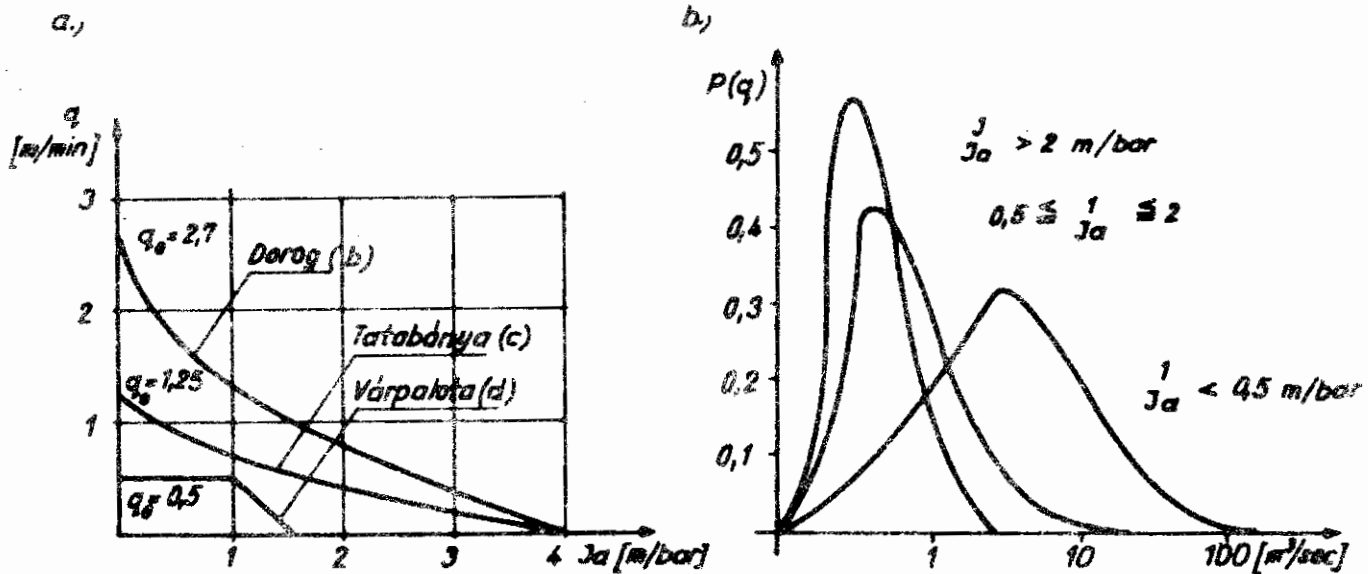 a.,
q
[m/min]
3
2
1
q₀ = 2,7
Dorog (b)
Tatabánya (c)
q₀ = 1,25
Várpalota (d)
q₀ = 0,5
1 2 3 4 Ja [m/bar]
b.,
P(q)
0,5
0,4
0,3
0,2
0,1
J
Ja > 2 m/bar
0,5 ≦ 1 ≦ 2
Ja
1
Ja < 0,5 m/bar
1 10 100 [m³/sec]